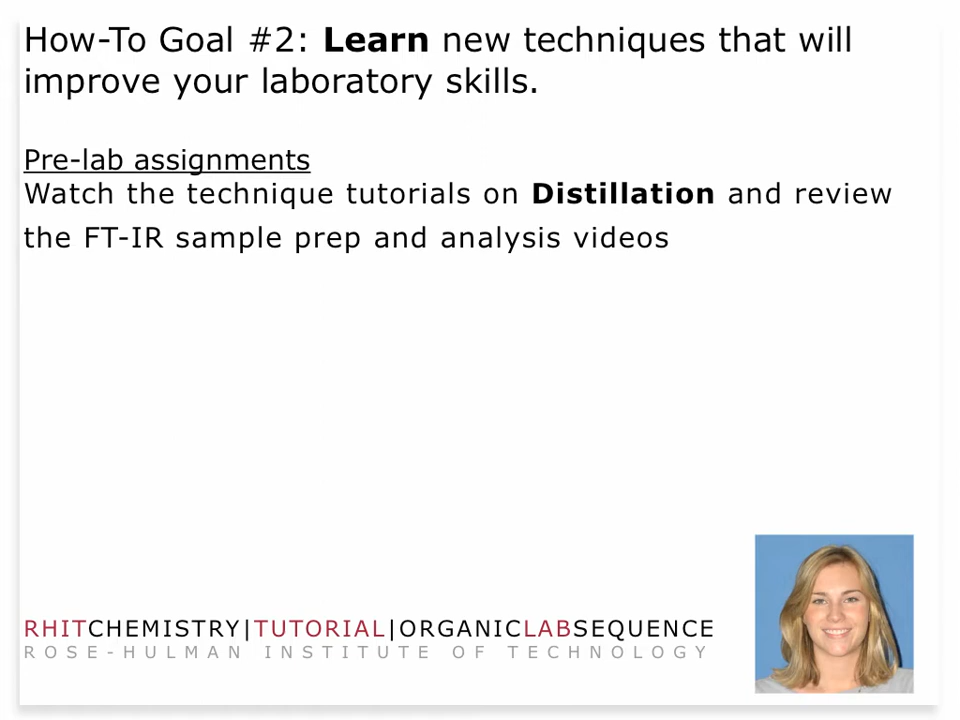 How-To Goal #2: Learn new techniques that will
improve your laboratory skills.
Pre-lab assignments
Watch the technique tutorials on Distillation and review
the FT-IR sample prep and analysis videos
RHITCHEMISTRY|TUTORIAL|ORGANICLABSEQUENCE
ROSE-HULMAN INSTITUTE OF TECHNOLOGY